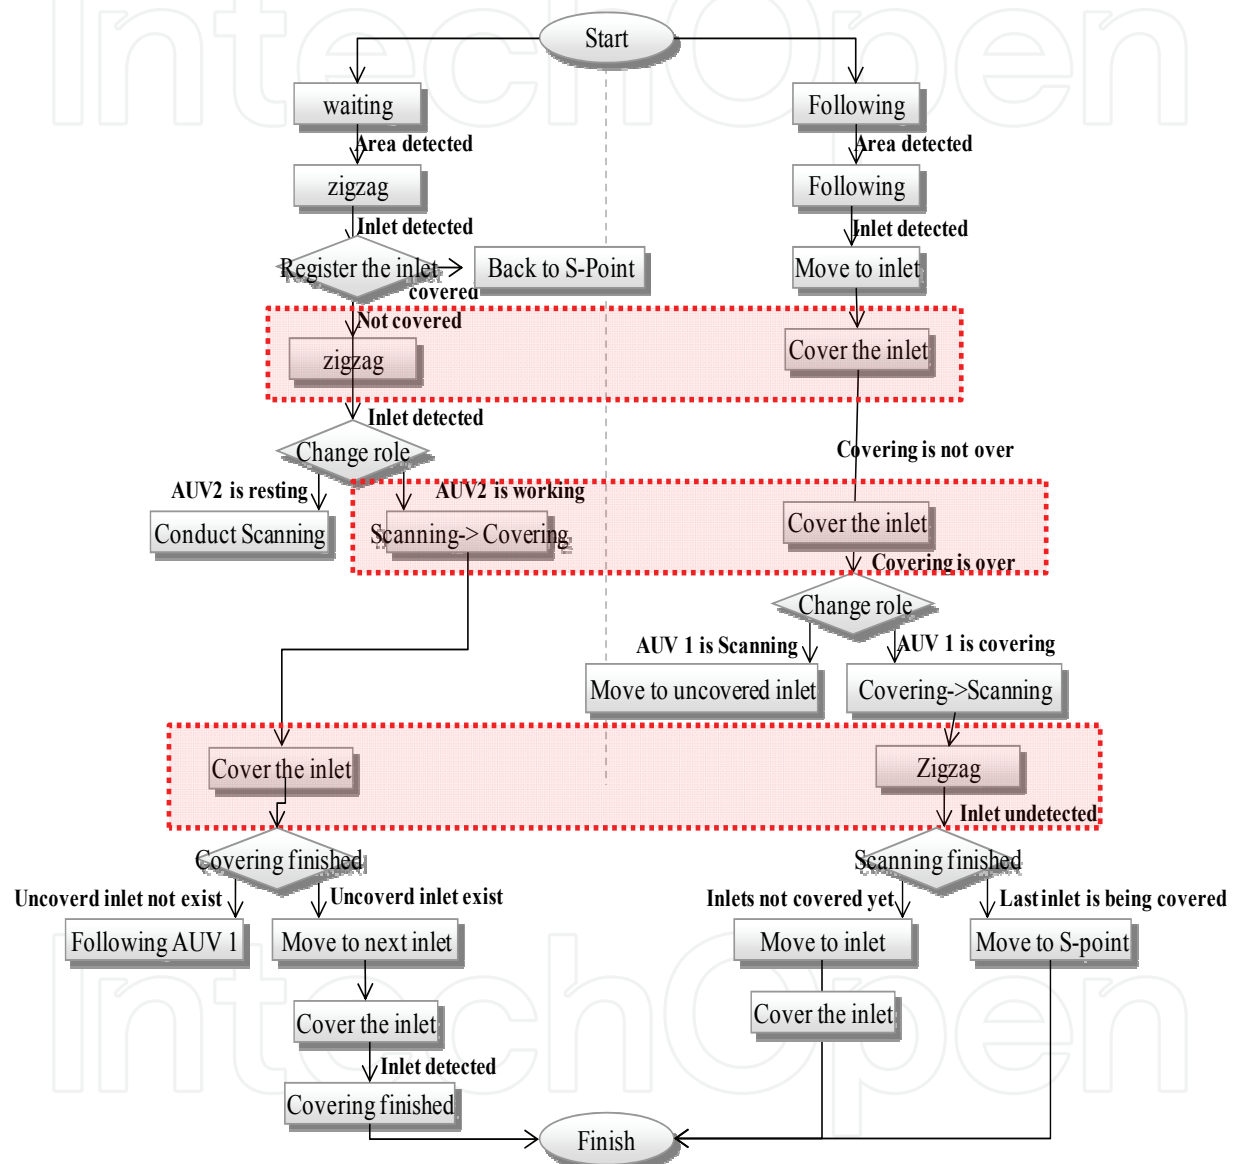 IntechOpen
Start
waiting
Following
Area detected
Area detected
zigzag
Following
Inlet detected
Inlet detected
Register the inlet
Back to S-Point
Move to inlet
covered
Not covered
zigzag
Cover the inlet
Inlet detected
Change role
Covering is not over
AUV2 is resting
AUV2 is working
Conduct Scanning
Scanning-> Covering
Cover the inlet
Covering is over
Change role
AUV 1 is Scanning
AUV 1 is covering
Move to uncovered inlet
Covering->Scanning
Cover the inlet
Zigzag
Inlet undetected
Covering finished
Scanning finished
Uncoverd inlet not exist
Uncoverd inlet exist
Inlets not covered yet
Last inlet is being covered
Following AUV 1
Move to next inlet
Move to inlet
Move to S-point
Cover the inlet
Cover the inlet
Inlet detected
Covering finished
Finish
IntechOpen